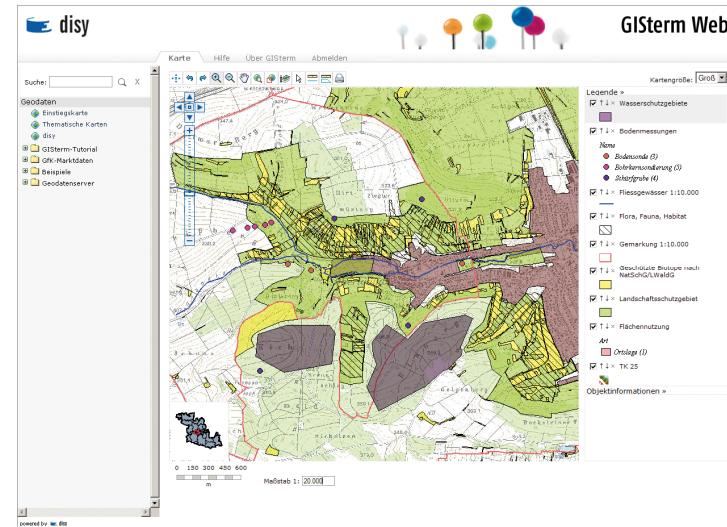 disy
GISterm Web
Karte Hilfe Über GISterm Abmelden
Suche: X
Kartengröße: Groß
Geodaten
Einstiegskarte
Thematische Karten
disy
GISterm-Tutorial
GfK-Marktdaten
Beispiele
Geodatenserver
Legende »
Wasserschutzgebiete
Bodenmessungen
Name
Bodensonde (3)
Bohrkernsondierung (5)
Schürfgrube (4)
Fliessgewässer 1:10.000
Flora, Fauna, Habitat
Gemarkung 1:10.000
Geschützte Biotope nach
NatSchG/LWaldG
Landschaftsschutzgebiet
Flächennutzung
Art
Ortslage (1)
TK 25
Objektinformationen »
0 150 300 450 600
m
Maßstab 1: 20.000
powered by disy